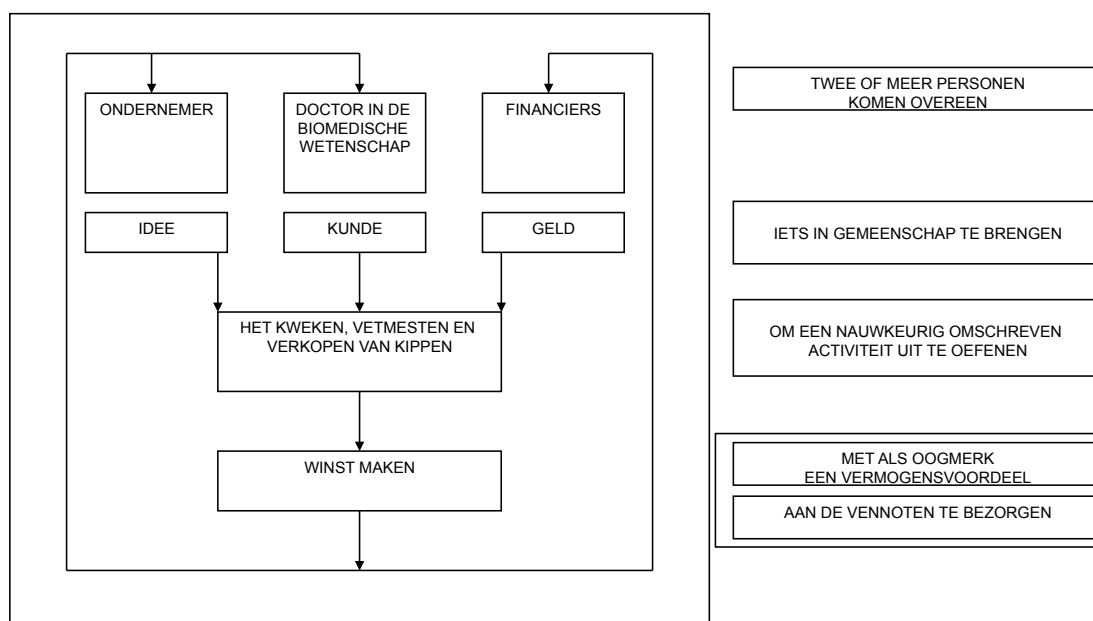 ONDERNEMER
DOCTOR IN DE
BIOMEDISCHE
WETENSCHAP
FINANCIERS
TWEE OF MEER PERSONEN
KOMEN OVEREEN
IDEE
KUNDE
GELD
IETS IN GEMEENSCHAP TE BRENGEN
HET KWEKEN, VETMESTEN EN
VERKOPEN VAN KIPPEN
OM EEN NAUWKEURIG OMSCHREVEN
ACTIVITEIT UIT TE OEFENEN
WINST MAKEN
MET ALS OOGMERK
EEN VERMOGENSVOORDEEL
AAN DE VENNOTEN TE BEZORGEN